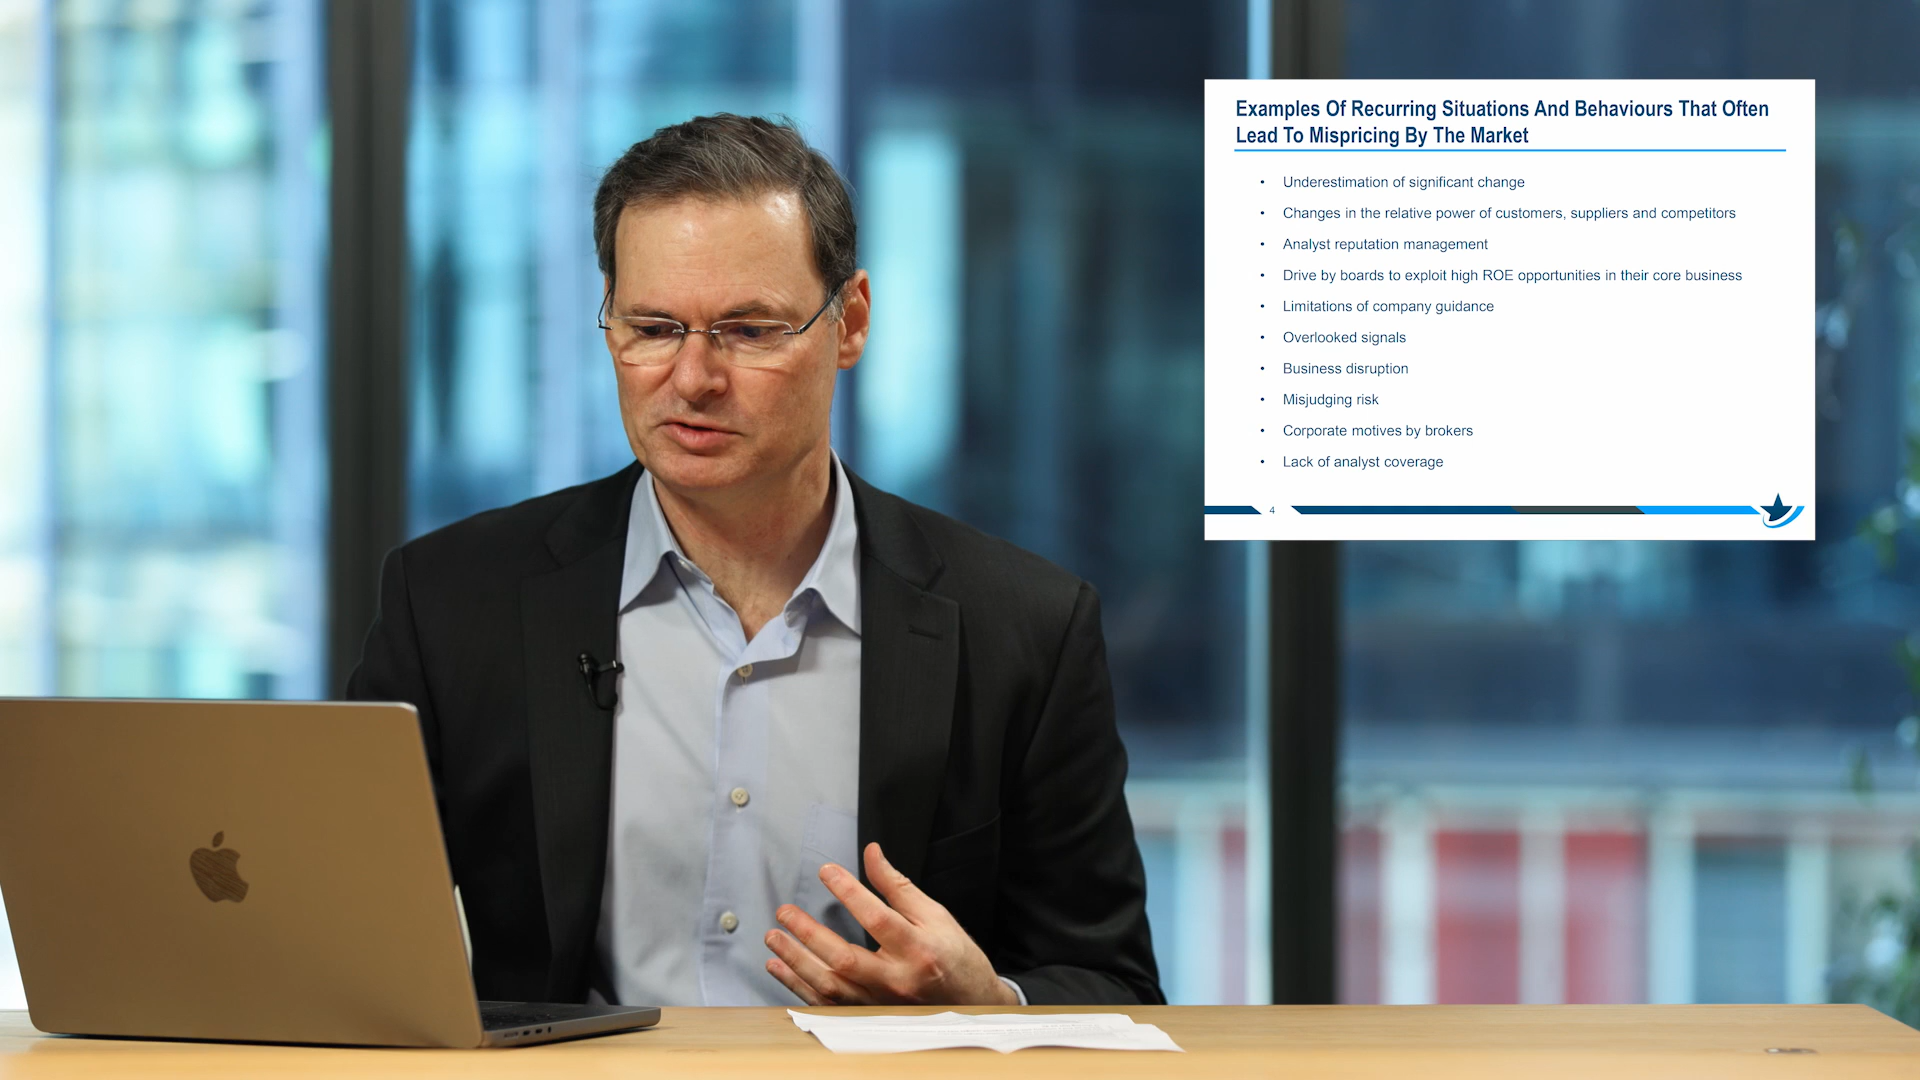 Examples Of Recurring Situations And Behaviours That Often
Lead To Mispricing By The Market
• Underestimation of significant change
• Changes in the relative power of customers, suppliers and competitors
• Analyst reputation management
• Drive by boards to exploit high ROE opportunities in their core business
• Limitations of company guidance
• Overlooked signals
• Business disruption
• Misjudging risk
• Corporate motives by brokers
• Lack of analyst coverage
4